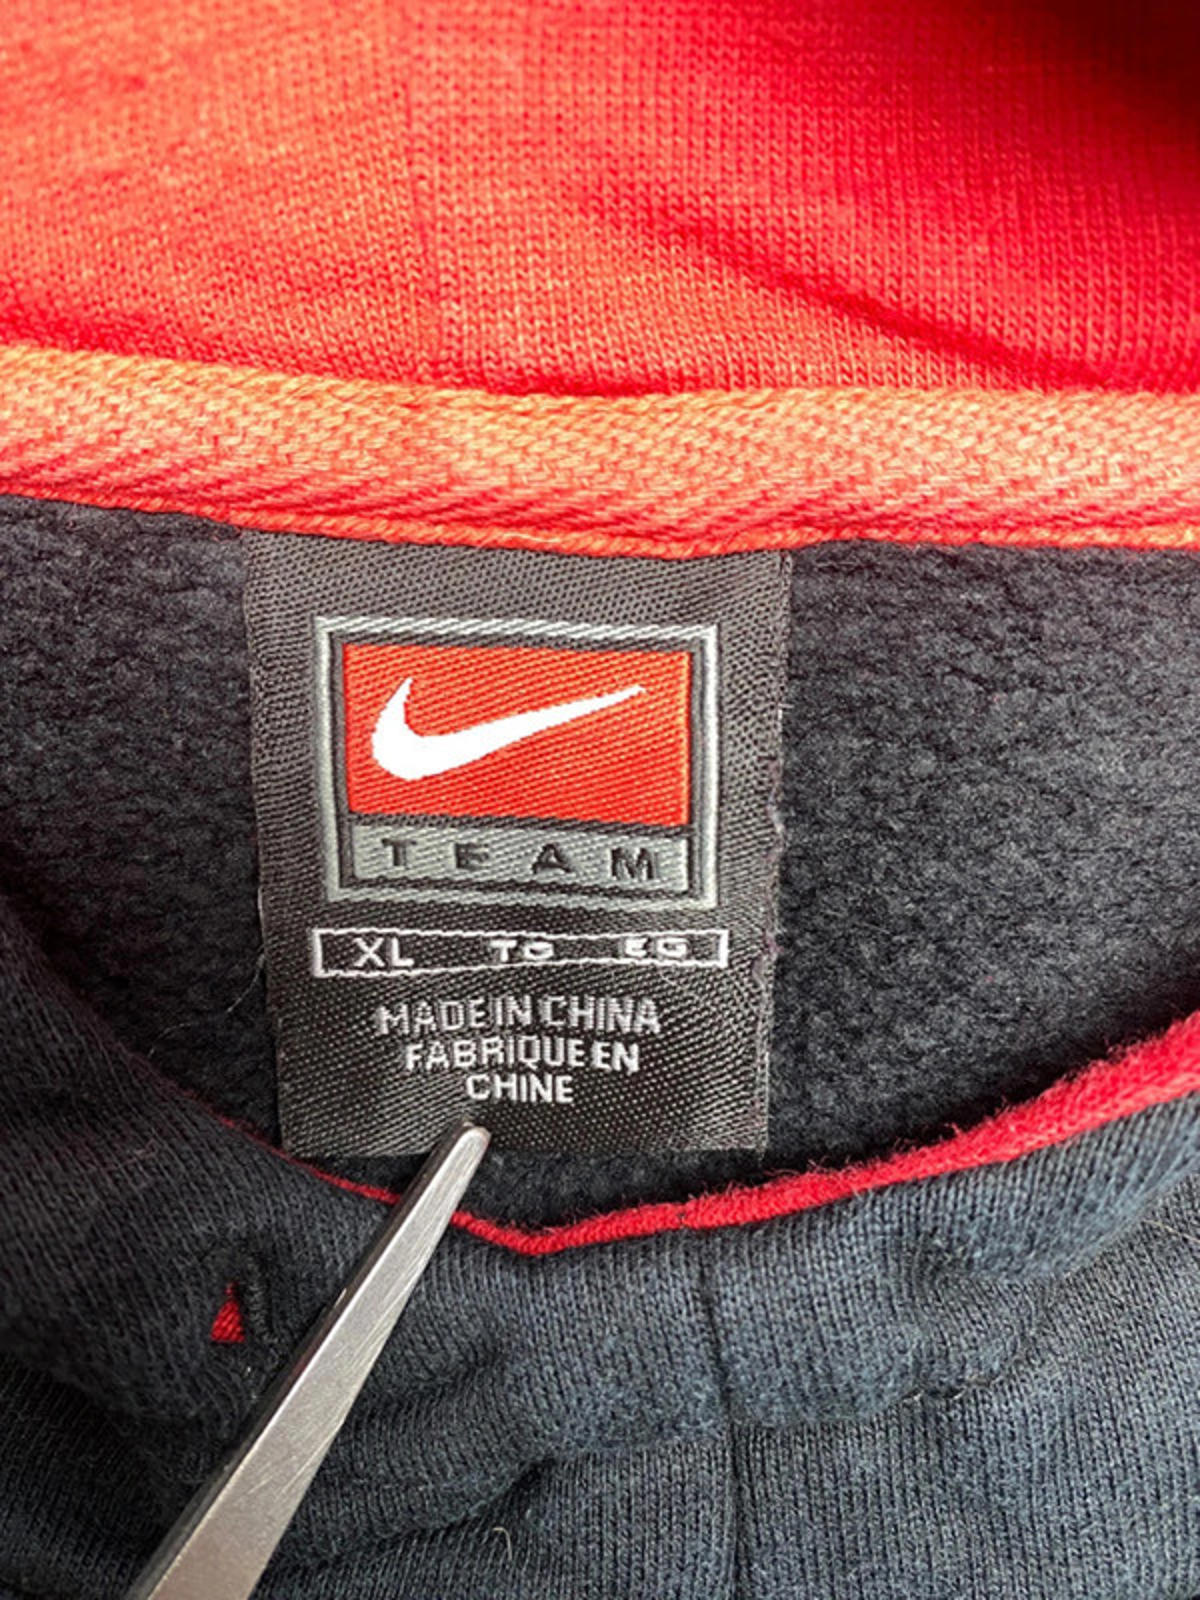 TEAM
XL TG EG
MADE IN CHINA
FABRIQUE EN
CHINE